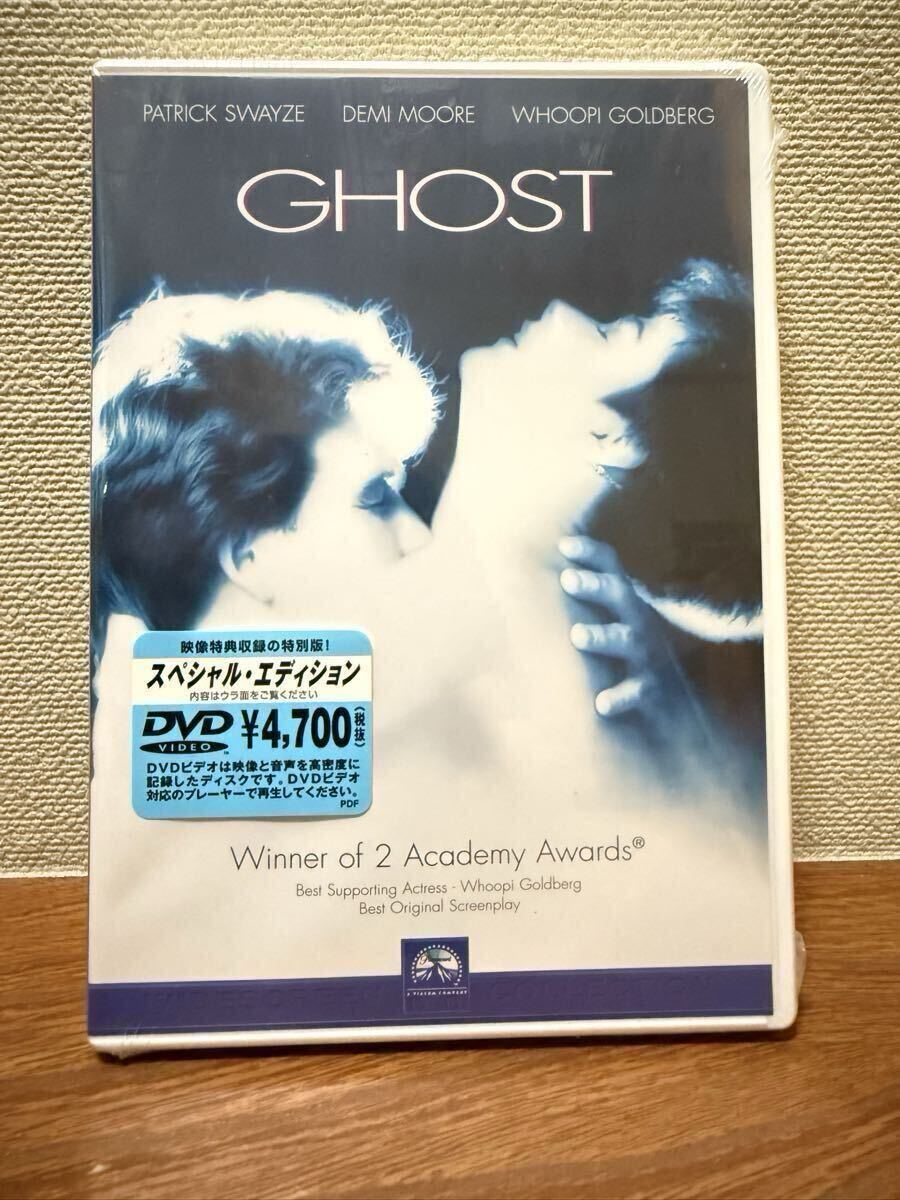 PATRICK SWAYZE DEMI MOORE WHOOPI GOLDBERG
GHOST
映像特典収録の特別版!
スペシャル・エディション
内容はウラ面をご覧ください
DVD VIDEO TM ¥4,700(税抜)
DVDビデオは映像と音声を高密度に
記録したディスクです。DVDビデオ
対応のプレーヤーで再生してください。
PDF
Winner of 2 Academy Awards®
Best Supporting Actress - Whoopi Goldberg
Best Original Screenplay
Paramount
A VIACOM COMPANY
COLLECTION